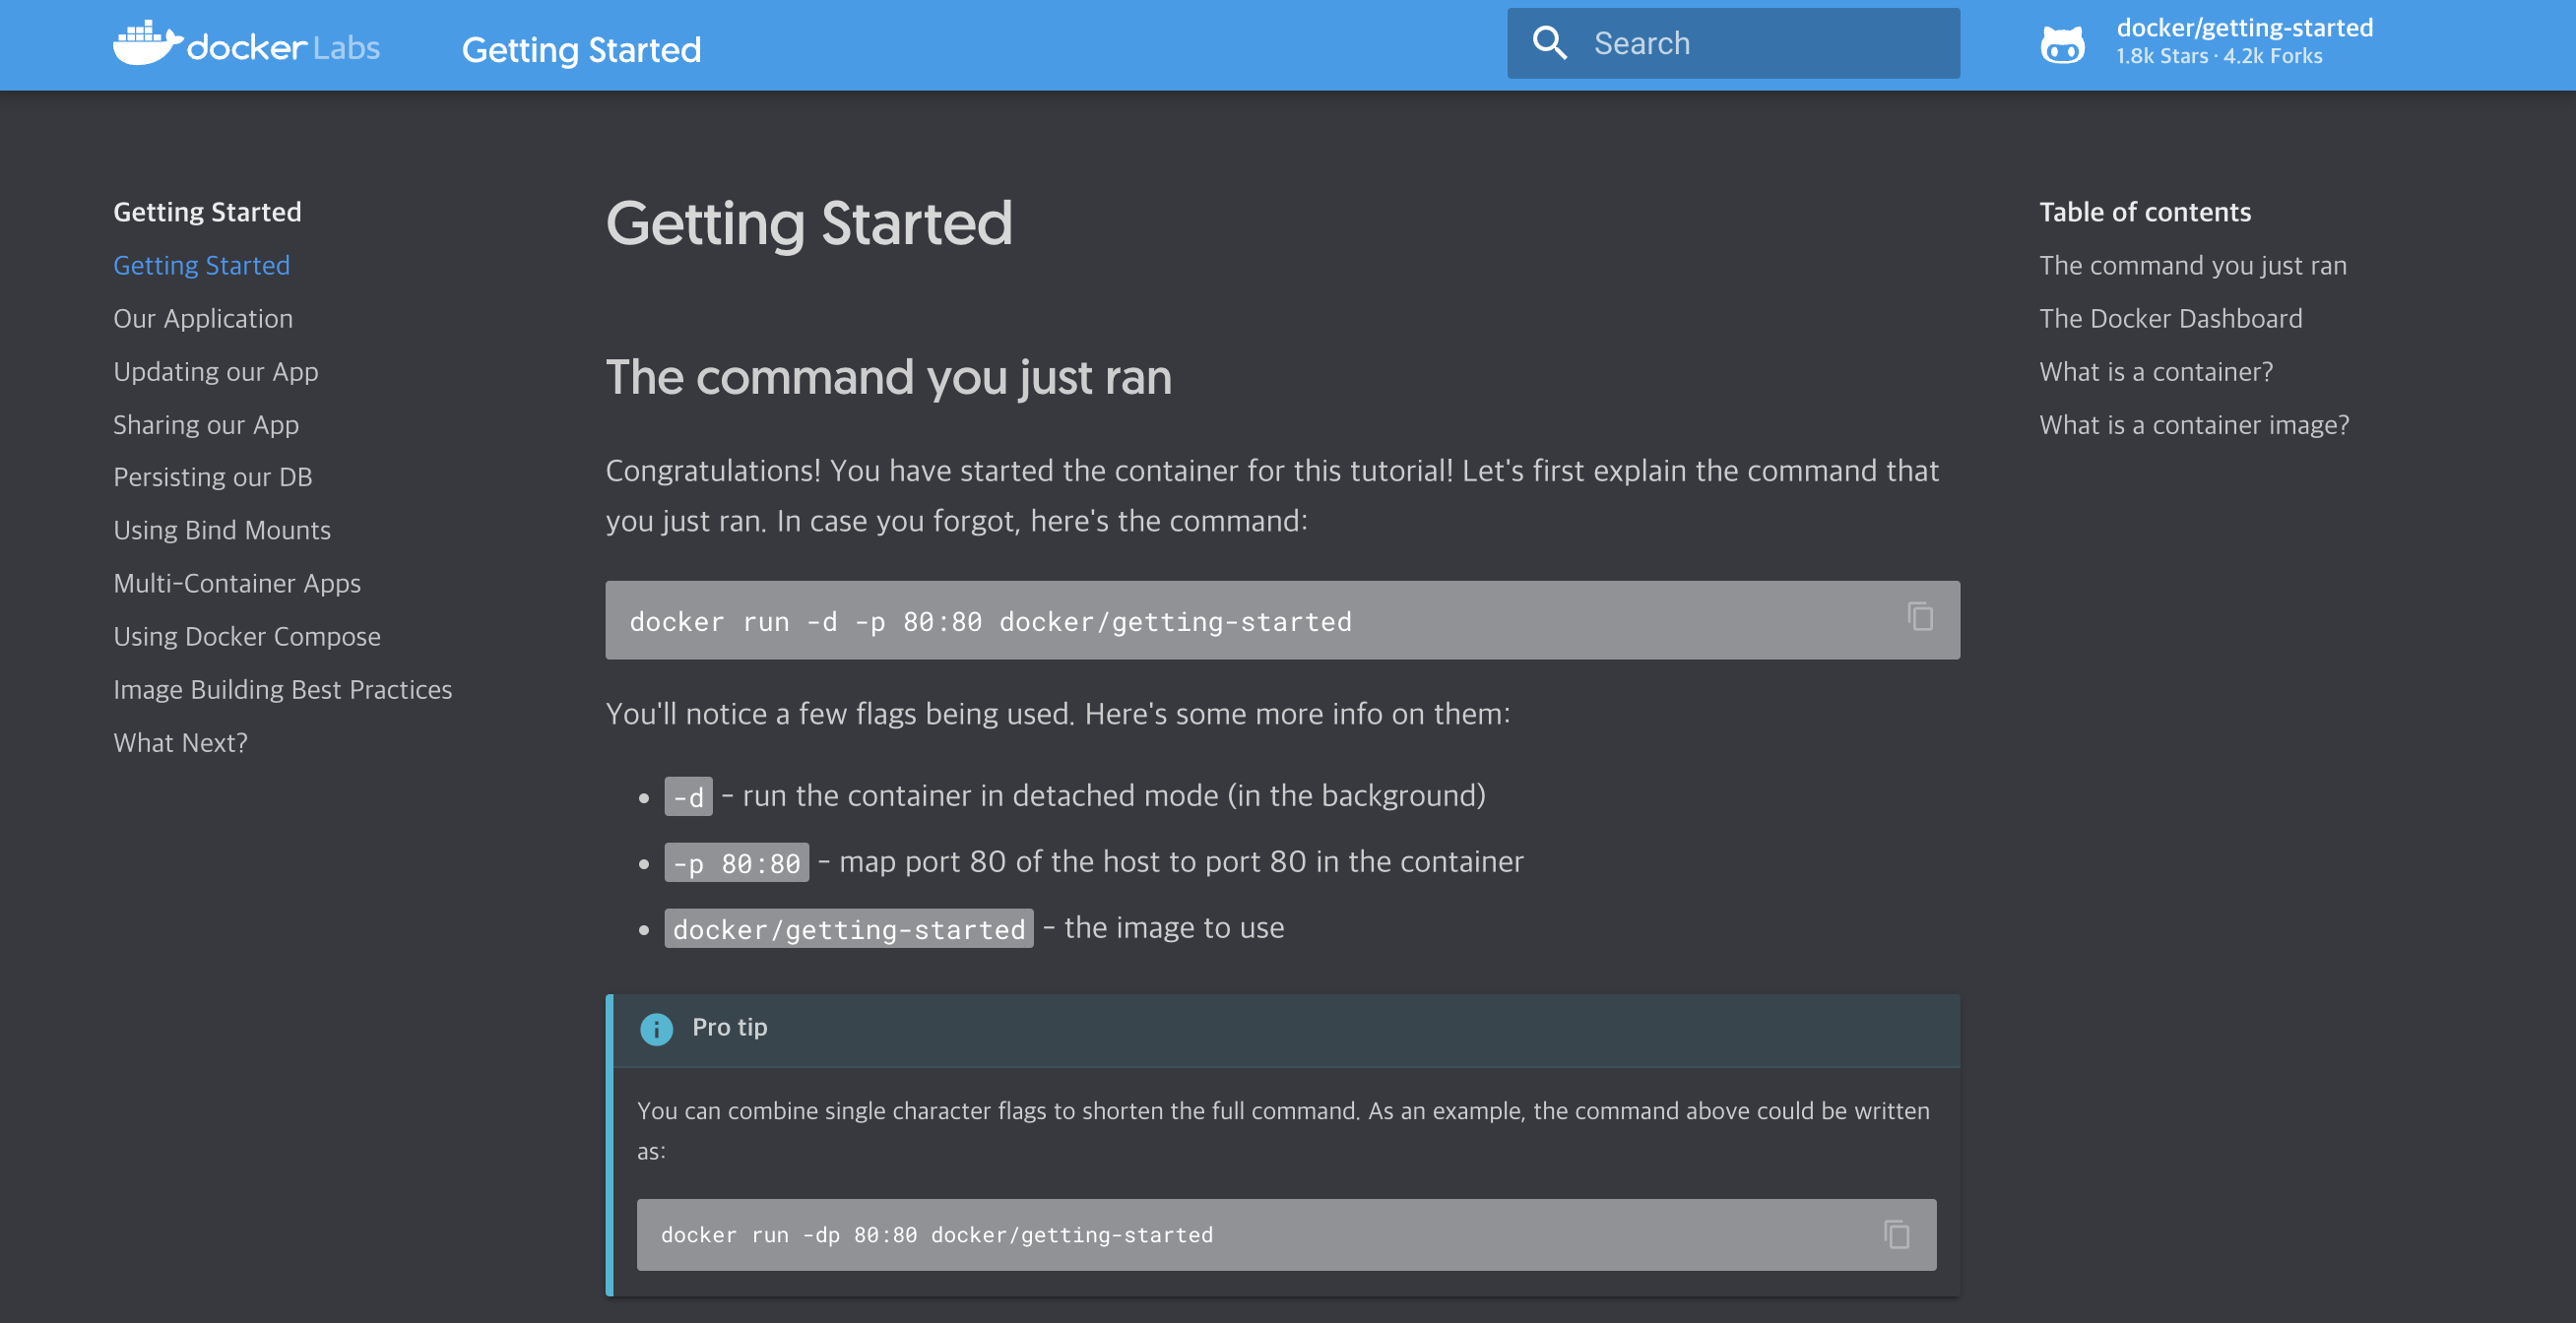 docker Labs
Getting Started
Search
docker/getting-started
1.8k Stars · 4.2k Forks
Getting Started
Getting Started
Our Application
Updating our App
Sharing our App
Persisting our DB
Using Bind Mounts
Multi-Container Apps
Using Docker Compose
Image Building Best Practices
What Next?
Getting Started
The command you just ran
Congratulations! You have started the container for this tutorial! Let's first explain the command that
you just ran. In case you forgot, here's the command:
docker run -d -p 80:80 docker/getting-started
You'll notice a few flags being used. Here's some more info on them:
-d - run the container in detached mode (in the background)
-p 80:80 - map port 80 of the host to port 80 in the container
docker/getting-started - the image to use
Pro tip
You can combine single character flags to shorten the full command. As an example, the command above could be written
as:
docker run -dp 80:80 docker/getting-started
Table of contents
The command you just ran
The Docker Dashboard
What is a container?
What is a container image?